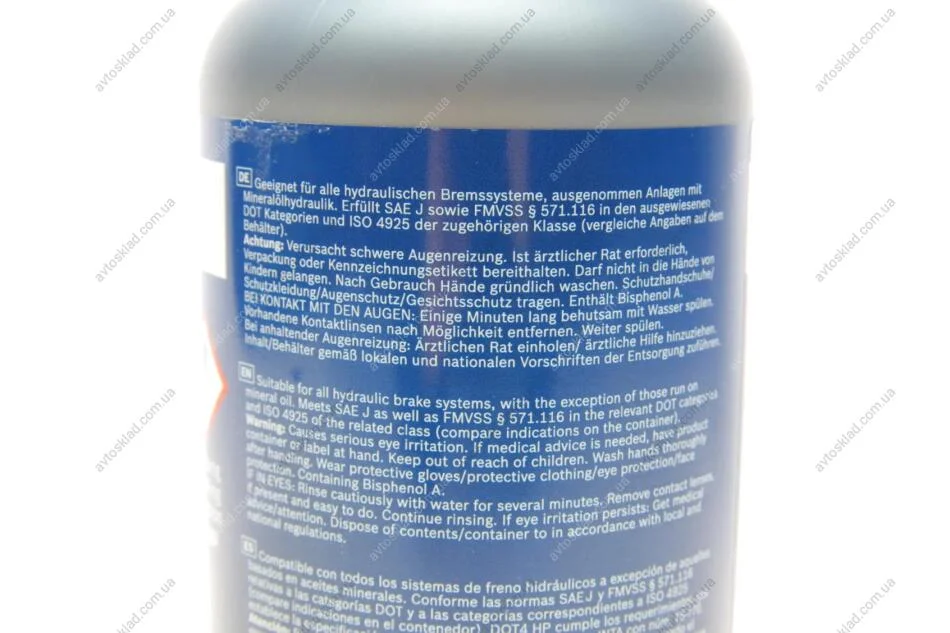 DE Geeignet für alle hydraulischen Bremssysteme, ausgenommen Anlagen mit
Mineralölhydraulik. Erfüllt SAE J sowie FMVSS § 571.116 in den ausgewiesenen
DOT Kategorien und ISO 4925 der zugehörigen Klasse (vergleiche Angaben auf dem
Behälter).
Achtung: Verursacht schwere Augenreizung. Ist ärztlicher Rat erforderlich,
Verpackung oder Kennzeichnungsetikett bereithalten. Darf nicht in die Hände von
Kindern gelangen. Nach Gebrauch Hände gründlich waschen. Schutzhandschuhe/
Schutzkleidung/Augenschutz/Gesichtsschutz tragen. Enthält Bisphenol A.
BEI KONTAKT MIT DEN AUGEN: Einige Minuten lang behutsam mit Wasser spülen.
Vorhandene Kontaktlinsen nach Möglichkeit entfernen. Weiter spülen.
Bei anhaltender Augenreizung: Ärztlichen Rat einholen/ ärztliche Hilfe hinzuziehen.
Inhalt/Behälter gemäß lokalen und nationalen Vorschriften der Entsorgung zuführen.
EN Suitable for all hydraulic brake systems, with the exception of those run on
mineral oil. Meets SAE J as well as FMVSS § 571.116 in the relevant DOT categories
and ISO 4925 of the related class (compare indications on the container).
Warning: Causes serious eye irritation. If medical advice is needed, have product
container or label at hand. Keep out of reach of children. Wash hands thoroughly
after handling. Wear protective gloves/protective clothing/eye protection/face
protection. Containing Bisphenol A.
IF IN EYES: Rinse cautiously with water for several minutes. Remove contact lenses,
if present and easy to do. Continue rinsing. If eye irritation persists: Get medical
advice/attention. Dispose of contents/container to in accordance with local and
national regulations.
ES Compatible con todos los sistemas de freno hidráulicos a excepción de aquellos
basados en aceites minerales. Conforme las normas SAE J y FMVSS § 571.116
relativas a las categorías DOT y a las categorías correspondientes a ISO 4925
(compare indicaciones en el contenedor). DOT4 HP cumple los requerimientos
establece la
Atención:
avtosklad.com.ua